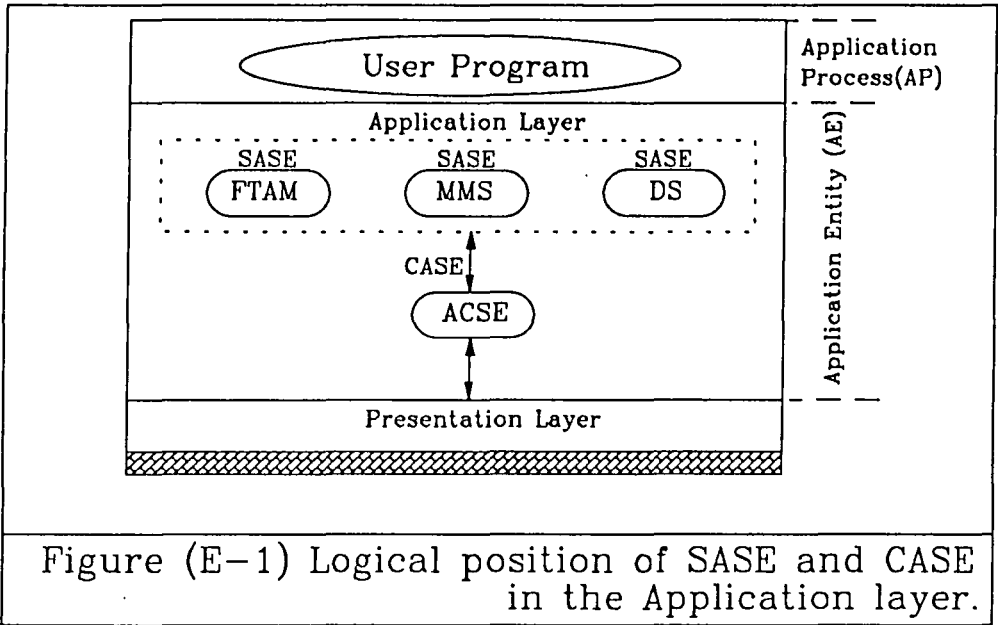 User Program
Application
Process(AP)
Application Layer
SASE SASE SASE
FTAM MMS DS
CASE
ACSE
Application Entity (AE)
Presentation Layer
Figure (E-1) Logical position of SASE and CASE
in the Application layer.